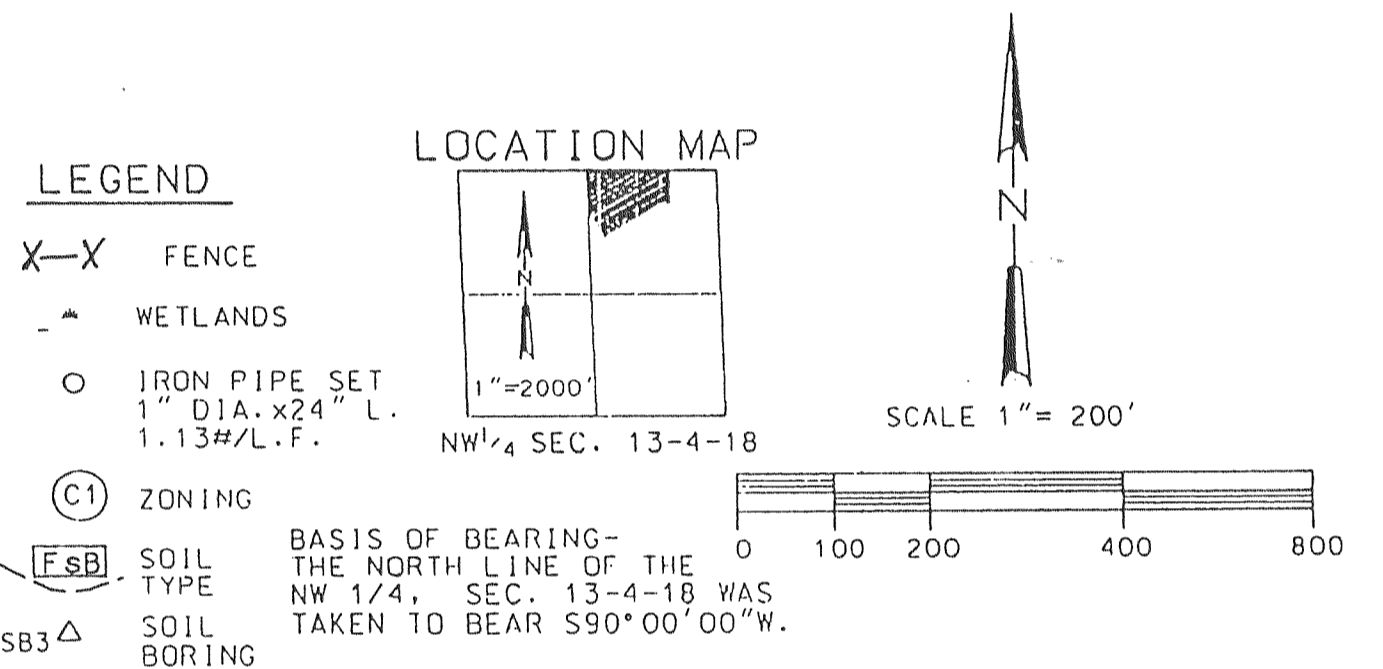 LEGEND
X—X FENCE
WETLANDS
IRON PIPE SET
1" DIA.x24" L.
1.13#/L.F.
C1 ZONING
FsB SOIL
TYPE
SB3 SOIL
BORING
LOCATION MAP
N
1"=2000'
NW1/4 SEC. 13-4-18
BASIS OF BEARING-
THE NORTH LINE OF THE
NW 1/4, SEC. 13-4-18 WAS
TAKEN TO BEAR S90°00'00"W.
N
SCALE 1"= 200'
0 100 200 400 800